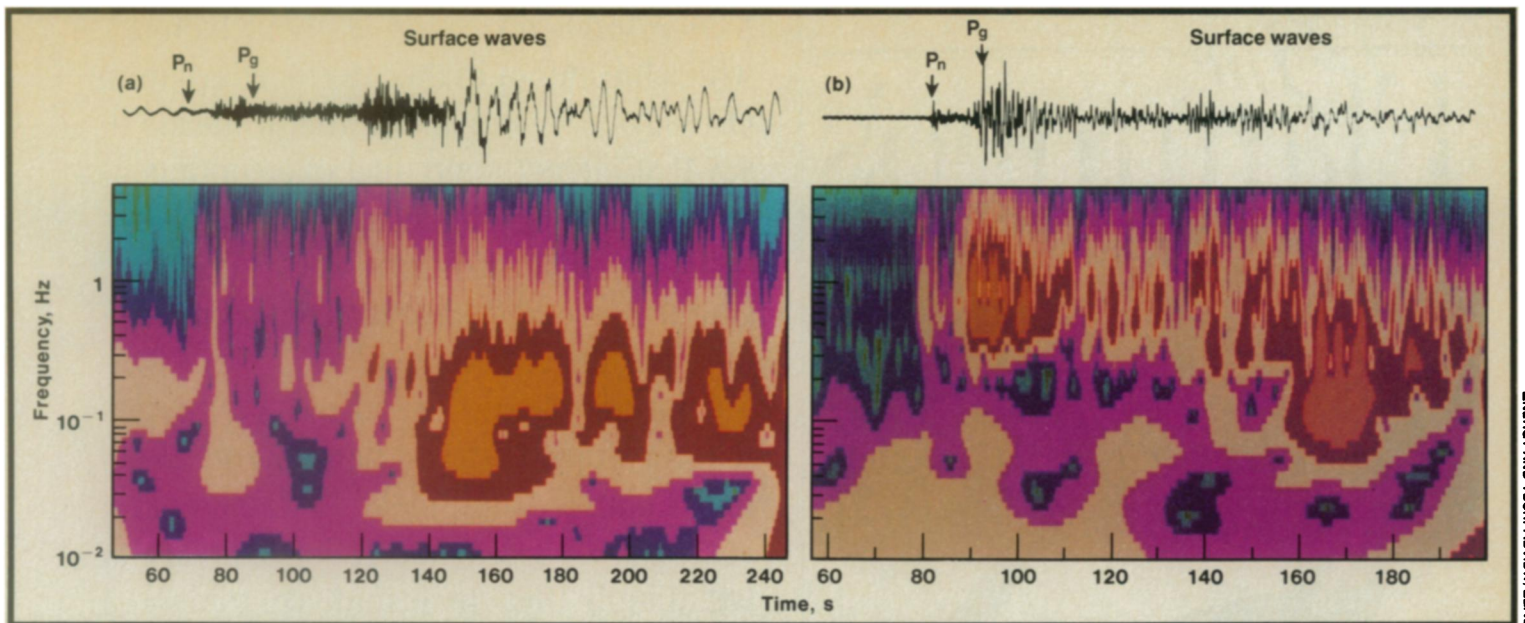 Surface waves
Pn
Pg
(a)
Surface waves
Pg
Pn
(b)
Frequency, Hz
1
10⁻¹
10⁻²
60 80 100 120 140 160 180 200 220 240
60 80 100 120 140 160 180
Time, s